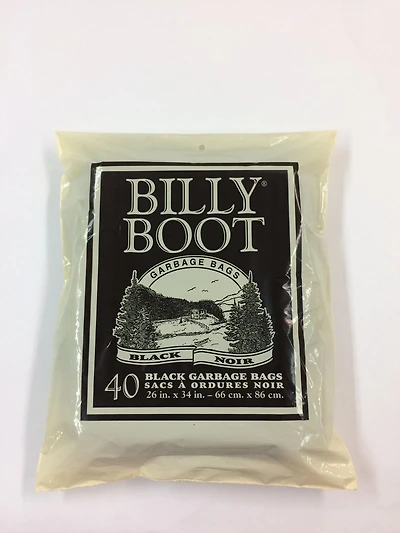 BILLY®
BOOT
GARBAGE BAGS
BLACK NOIR
40 BLACK GARBAGE BAGS
SACS À ORDURES NOIR
26 in. x 34 in. – 66 cm. x 86 cm.